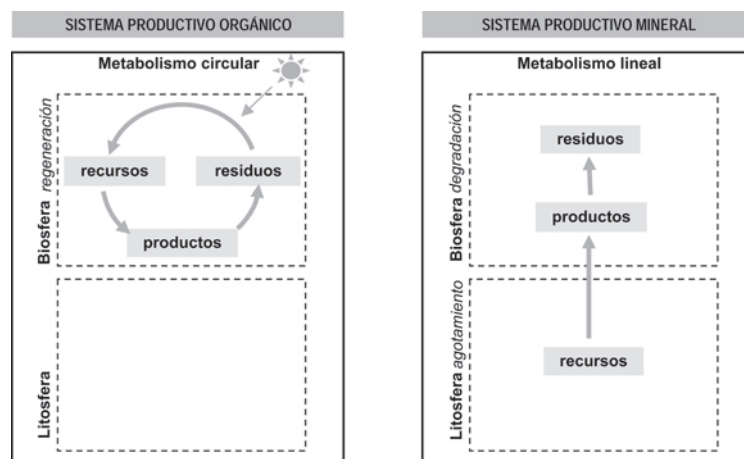 SISTEMA PRODUCTIVO ORGÁNICO
Metabolismo circular
Biosfera regeneración
recursos
residuos
productos
Litosfera
SISTEMA PRODUCTIVO MINERAL
Metabolismo lineal
Biosfera degradación
residuos
productos
Litosfera agotamiento
recursos